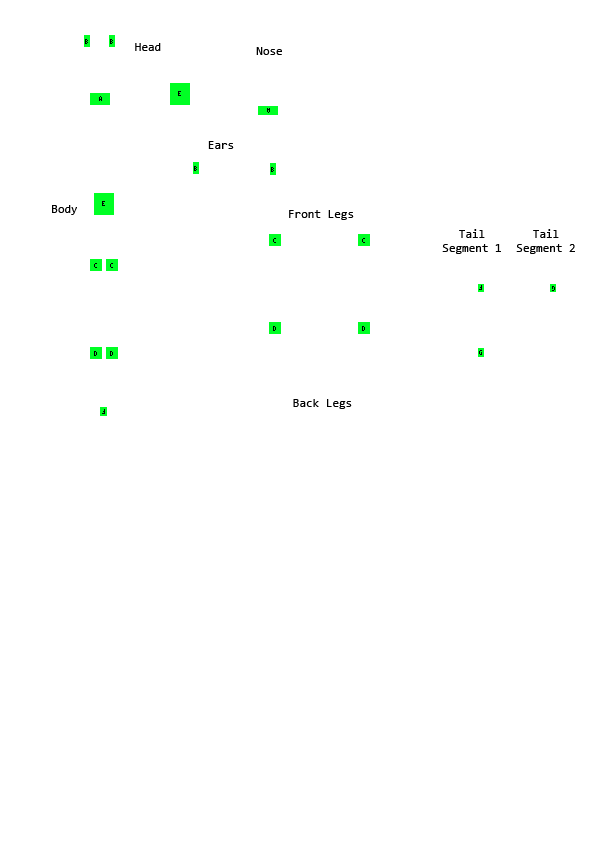 B B
Head
Nose
A
E
A
Ears
B B
E
Body
Front Legs
C C
Tail
Segment 1
Tail
Segment 2
C C
F
G
D D
D D
G
F
Back Legs